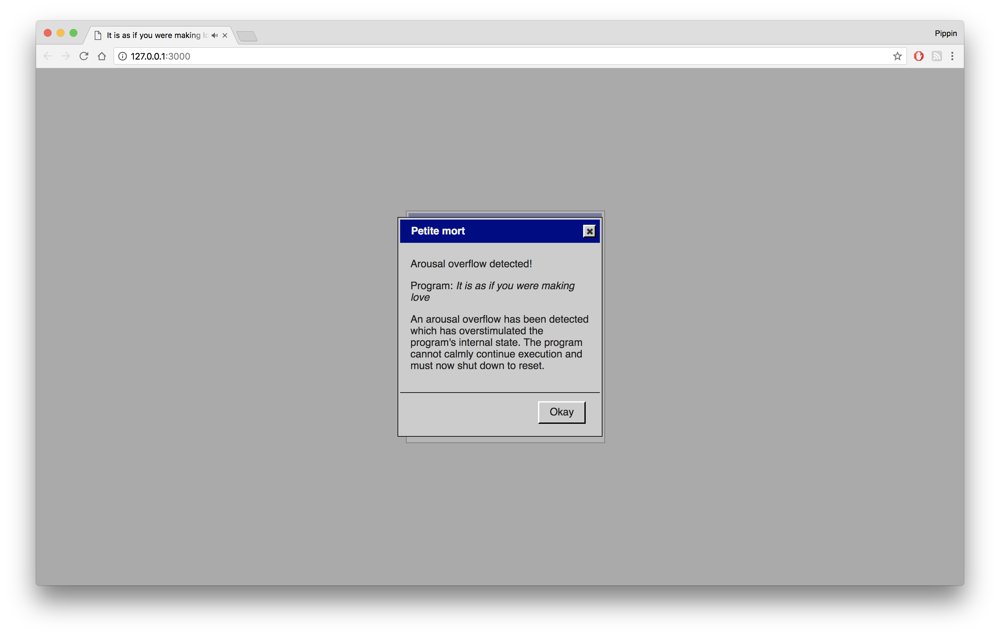 It is as if you were making lo
Pippin
127.0.0.1:3000
Petite mort
Arousal overflow detected!
Program: It is as if you were making
love
An arousal overflow has been detected
which has overstimulated the
program's internal state. The program
cannot calmly continue execution and
must now shut down to reset.
Okay